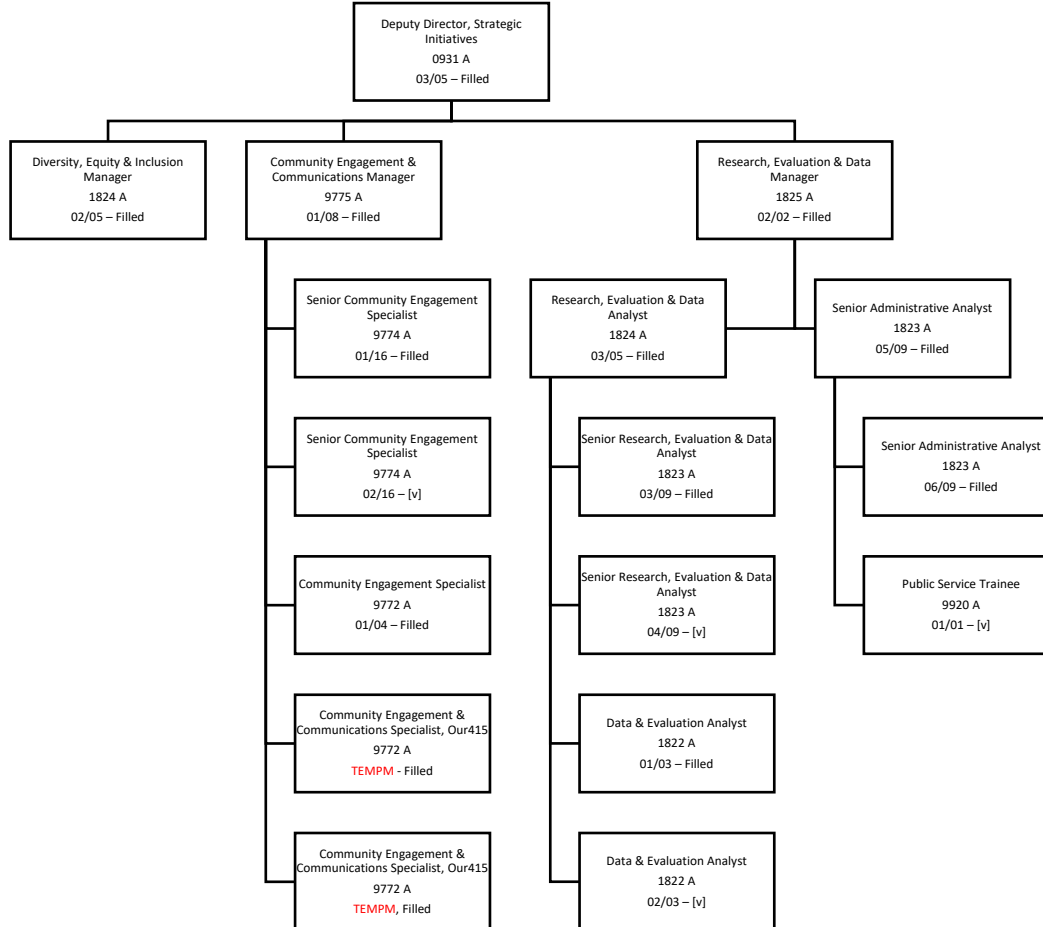 Deputy Director, Strategic
Initiatives
0931 A
03/05 – Filled
Diversity, Equity & Inclusion
Manager
1824 A
02/05 – Filled
Community Engagement &
Communications Manager
9775 A
01/08 – Filled
Research, Evaluation & Data
Manager
1825 A
02/02 – Filled
Senior Community Engagement
Specialist
9774 A
01/16 – Filled
Research, Evaluation & Data
Analyst
1824 A
03/05 – Filled
Senior Administrative Analyst
1823 A
05/09 – Filled
Senior Community Engagement
Specialist
9774 A
02/16 – [v]
Senior Research, Evaluation & Data
Analyst
1823 A
03/09 – Filled
Senior Administrative Analyst
1823 A
06/09 – Filled
Community Engagement Specialist
9772 A
01/04 – Filled
Senior Research, Evaluation & Data
Analyst
1823 A
04/09 – [v]
Public Service Trainee
9920 A
01/01 – [v]
Community Engagement &
Communications Specialist, Our415
9772 A
TEMPM - Filled
Data & Evaluation Analyst
1822 A
01/03 – Filled
Community Engagement &
Communications Specialist, Our415
9772 A
TEMPM, Filled
Data & Evaluation Analyst
1822 A
02/03 – [v]